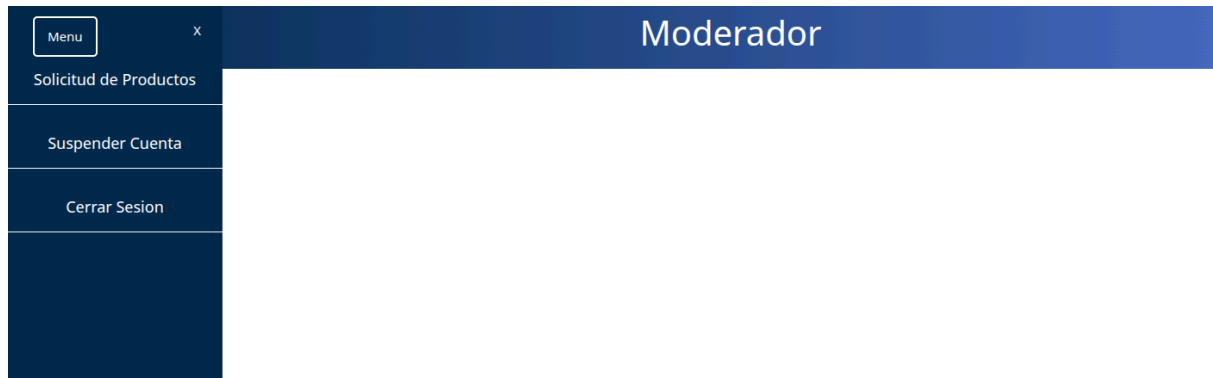 Menu
X
Moderador
Solicitud de Productos
Suspender Cuenta
Cerrar Sesion